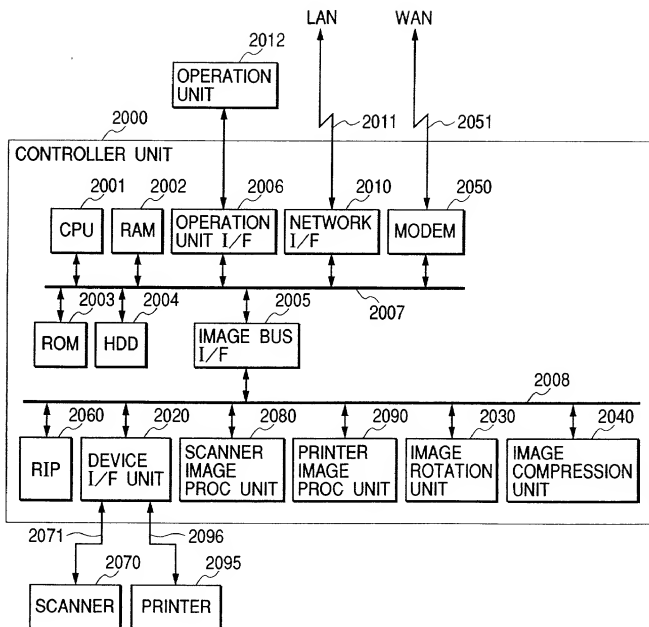 LAN WAN
2012
OPERATION
UNIT
2000
2011 2051
CONTROLLER UNIT
2001 2002 2006 2010 2050
CPU RAM OPERATION
UNIT I/F NETWORK
I/F MODEM
2003 2004 2005 2007
ROM HDD IMAGE BUS
I/F
2008
2060 2020 2080 2090 2030 2040
RIP DEVICE
I/F UNIT SCANNER
IMAGE
PROC UNIT PRINTER
IMAGE
PROC UNIT IMAGE
ROTATION
UNIT IMAGE
COMPRESSION
UNIT
2071 2096
2070 2095
SCANNER PRINTER